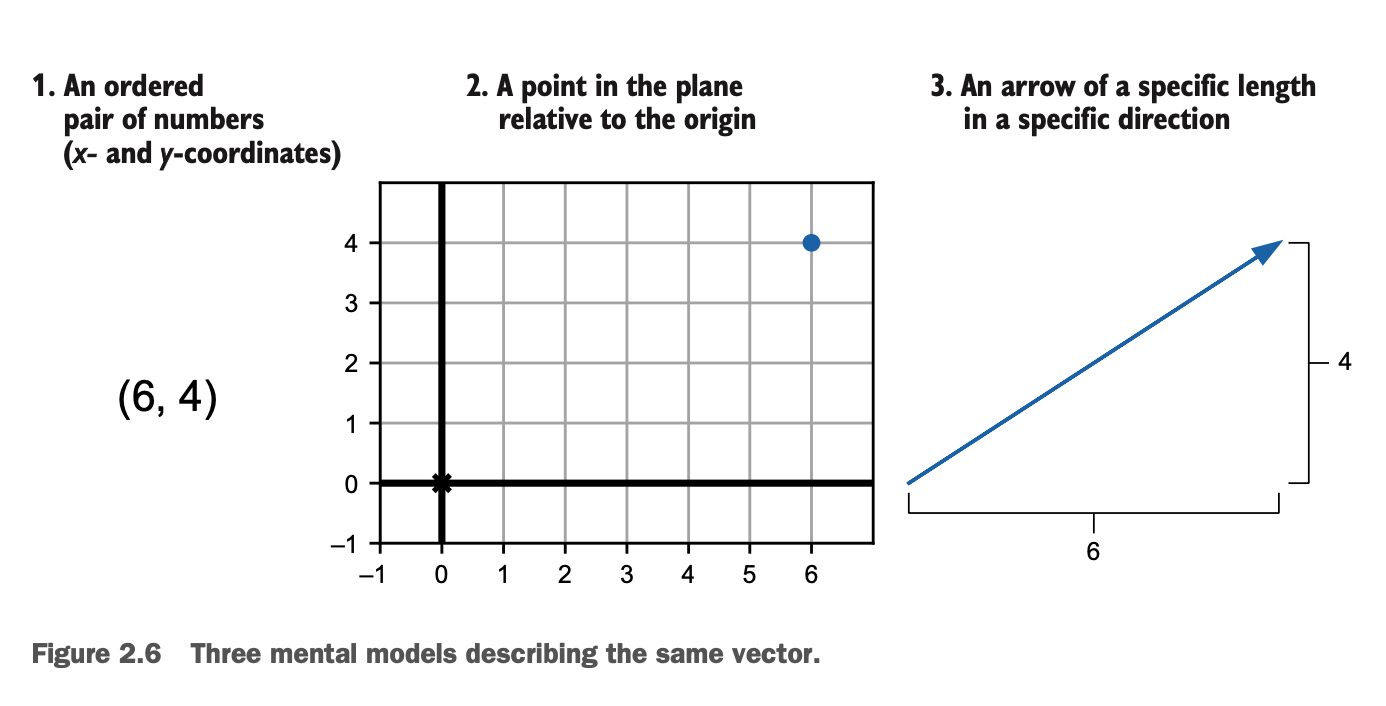 1. An ordered
pair of numbers
(x- and y-coordinates)
(6, 4)
2. A point in the plane
relative to the origin
4
3
2
1
0
–1
–1 0 1 2 3 4 5 6
3. An arrow of a specific length
in a specific direction
4
6
Figure 2.6 Three mental models describing the same vector.